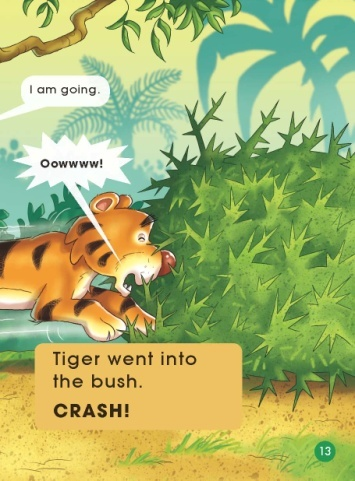 I am going.
Oowwww!
Tiger went into
the bush.
CRASH!
13